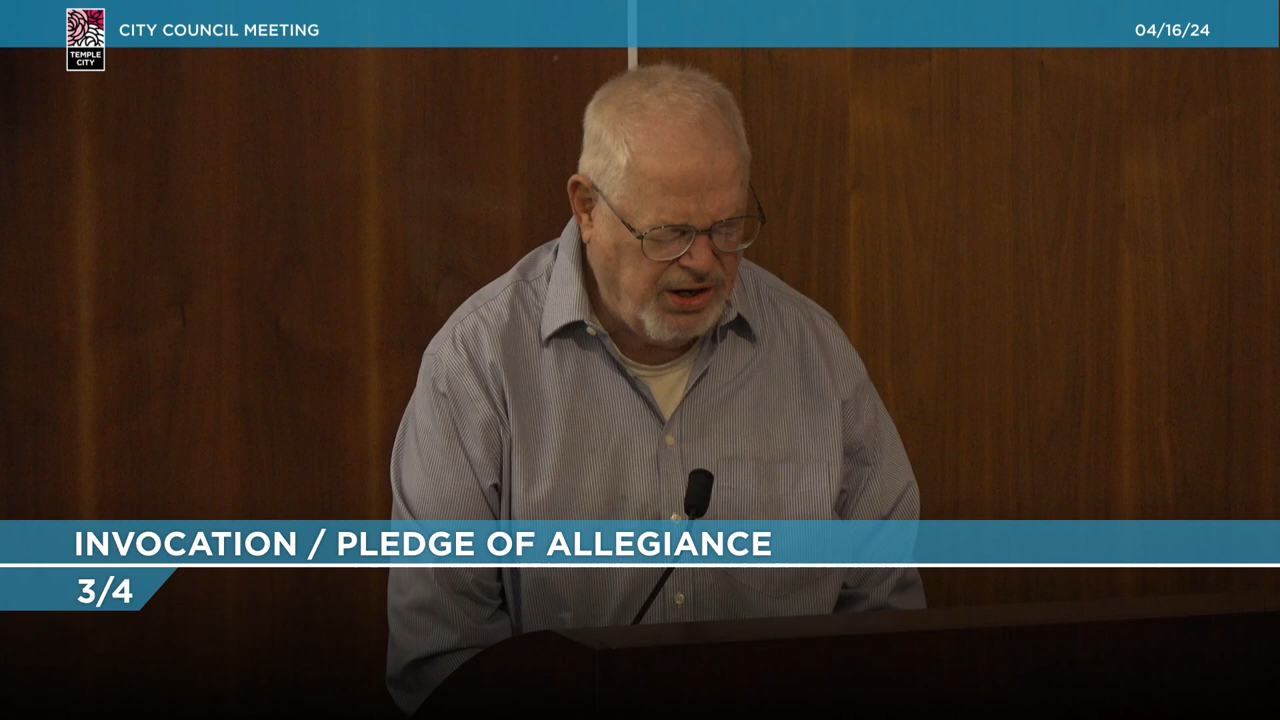 CITY COUNCIL MEETING
04/16/24
TEMPLE
CITY
INVOCATION / PLEDGE OF ALLEGIANCE
3/4